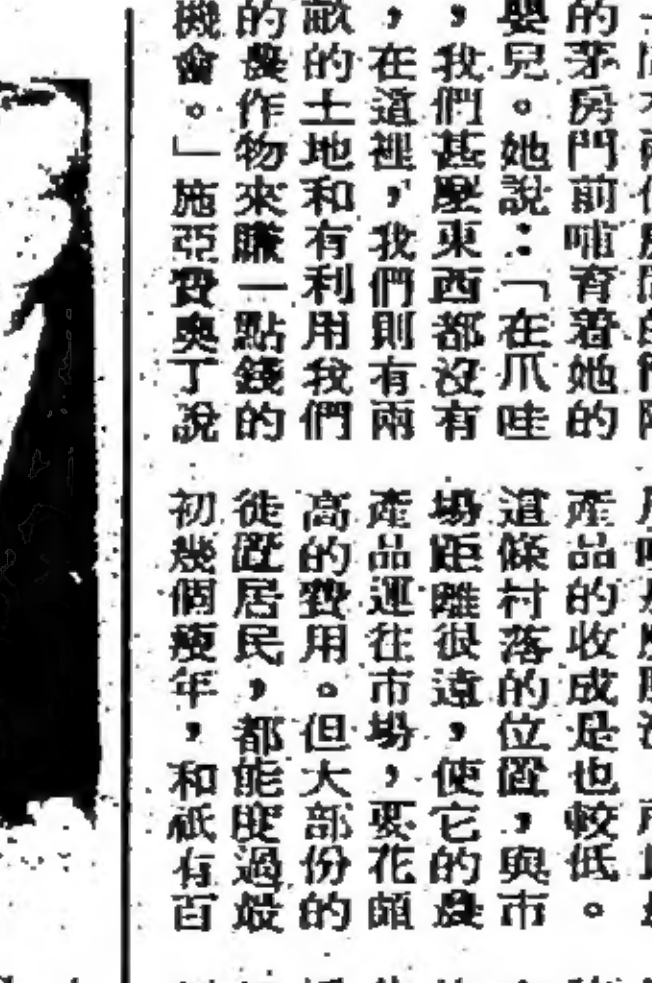 的茅房門前哺育着她的
嬰兒。她說：「在爪哇
，我們甚麼東西都沒有
，在這裡，我們則有兩
畝的土地和有利用我們
的農作物來賺一點錢的
機會。」施亞費奧丁說
產品的收成是也較低。
這條村落的位置，與市
場距離很遠，使它的農
產品運往市場，要花頗
高的費用。但大部份的
徙置居民，都能度過最
初幾個瘦年，和祇有百